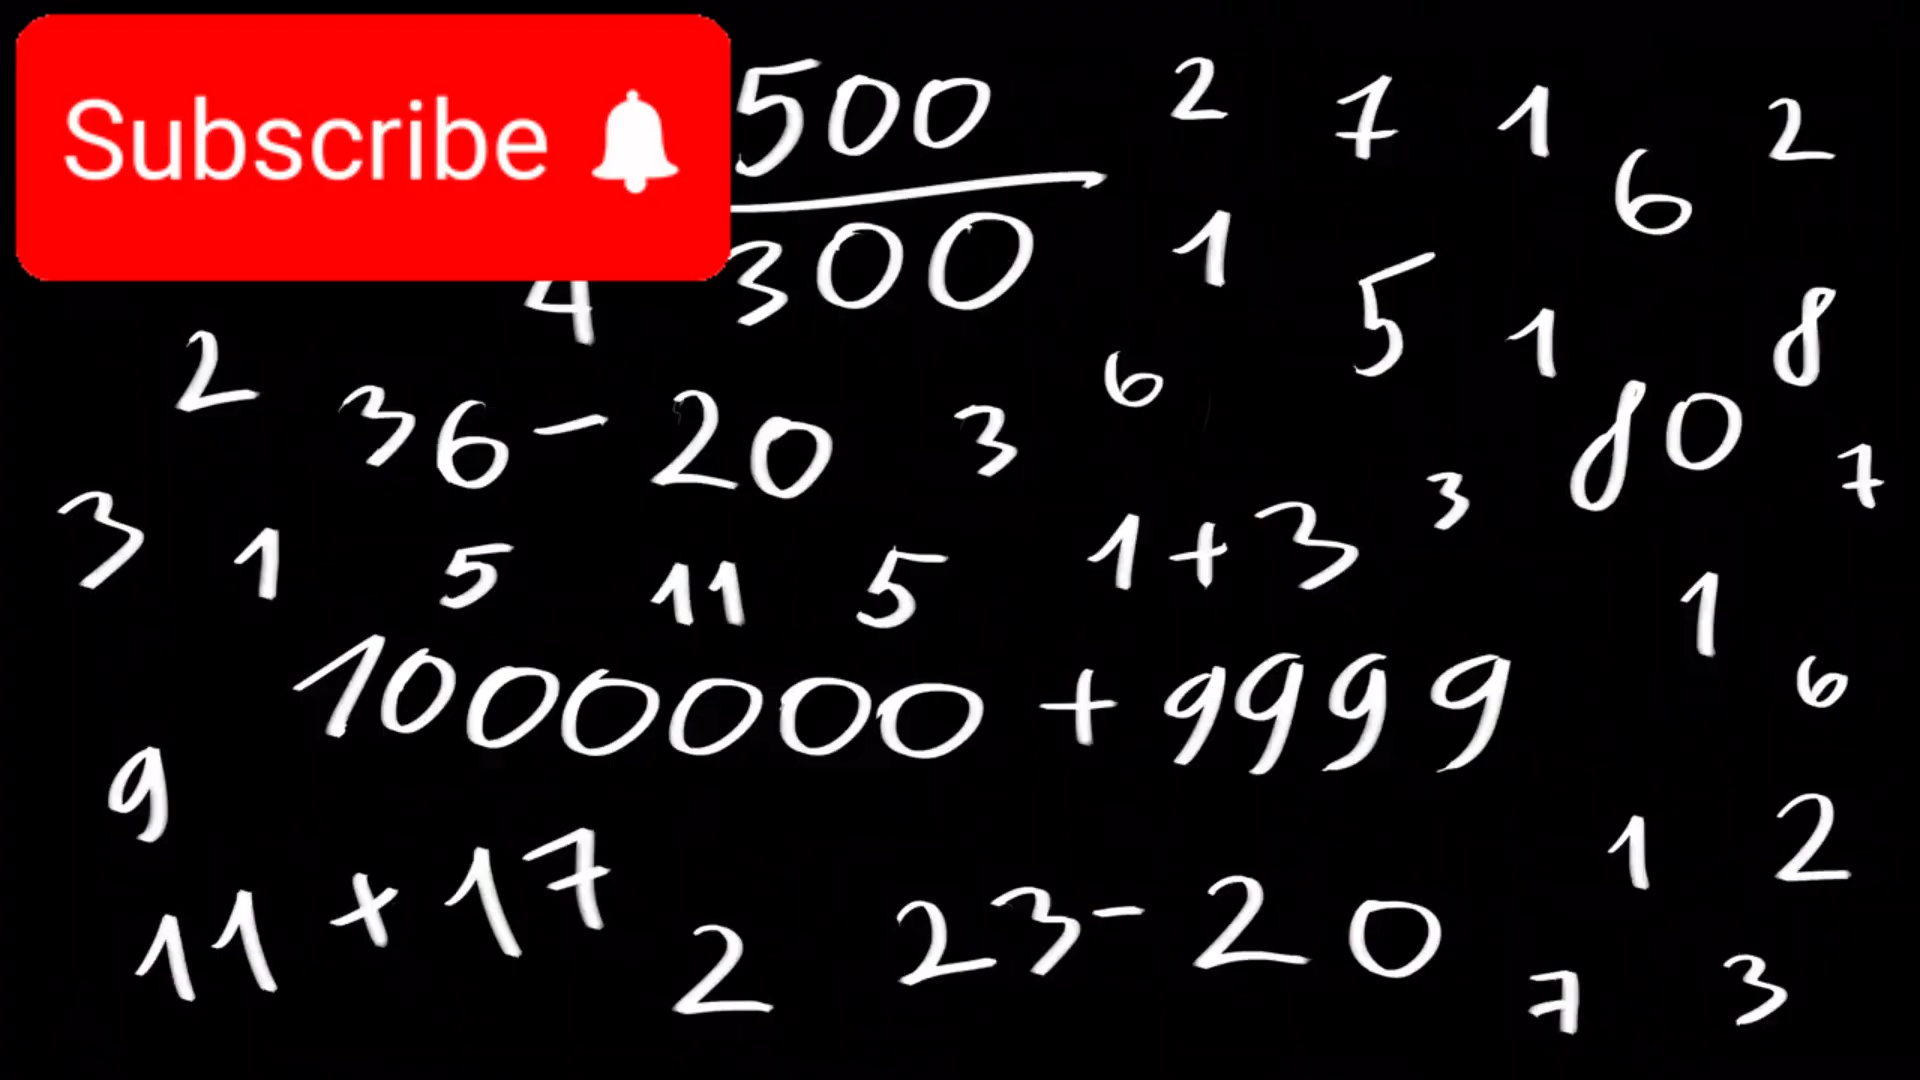 Subscribe
500 2 7 1 6 2
300 1 5 1 8
4
2 36 - 20 3 6 80 7
3 1 5 11 5 1 + 3 3 1
1000000 + 9999 6
9 1 2
11 + 17 2 23 - 20 7 3